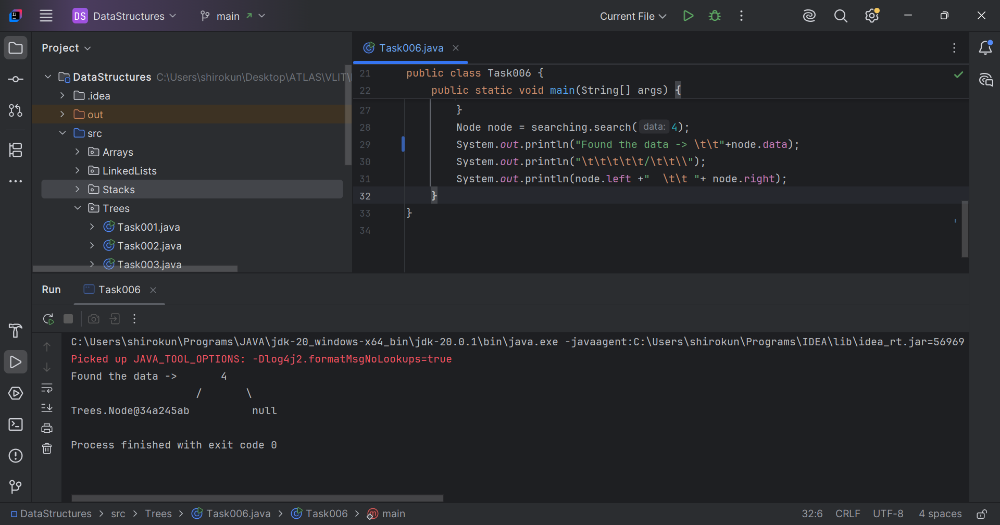 DS DataStructures main Current File
Project
DataStructures C:\Users\shirokun\Desktop\ATLAS\VLIT\
.idea
out
src
Arrays
LinkedLists
Stacks
Trees
Task001.java
Task002.java
Task003.java
Task006.java
21 public class Task006 {
22 public static void main(String[] args) {
27 }
28 Node node = searching.search( data: 4);
29 System.out.println("Found the data -> \t\t"+node.data);
30 System.out.println("\t\t\t\t\t/\t\t\\");
31 System.out.println(node.left +"  \t\t "+ node.right);
32 }
33 }
34
Run Task006
C:\Users\shirokun\Programs\JAVA\jdk-20_windows-x64_bin\jdk-20.0.1\bin\java.exe -javaagent:C:\Users\shirokun\Programs\IDEA\lib\idea_rt.jar=56969
Picked up JAVA_TOOL_OPTIONS: -Dlog4j2.formatMsgNoLookups=true
Found the data -> 4
/ \
Trees.Node@34a245ab null
Process finished with exit code 0
DataStructures > src > Trees > Task006.java > Task006 > main 32:6 CRLF UTF-8 4 spaces